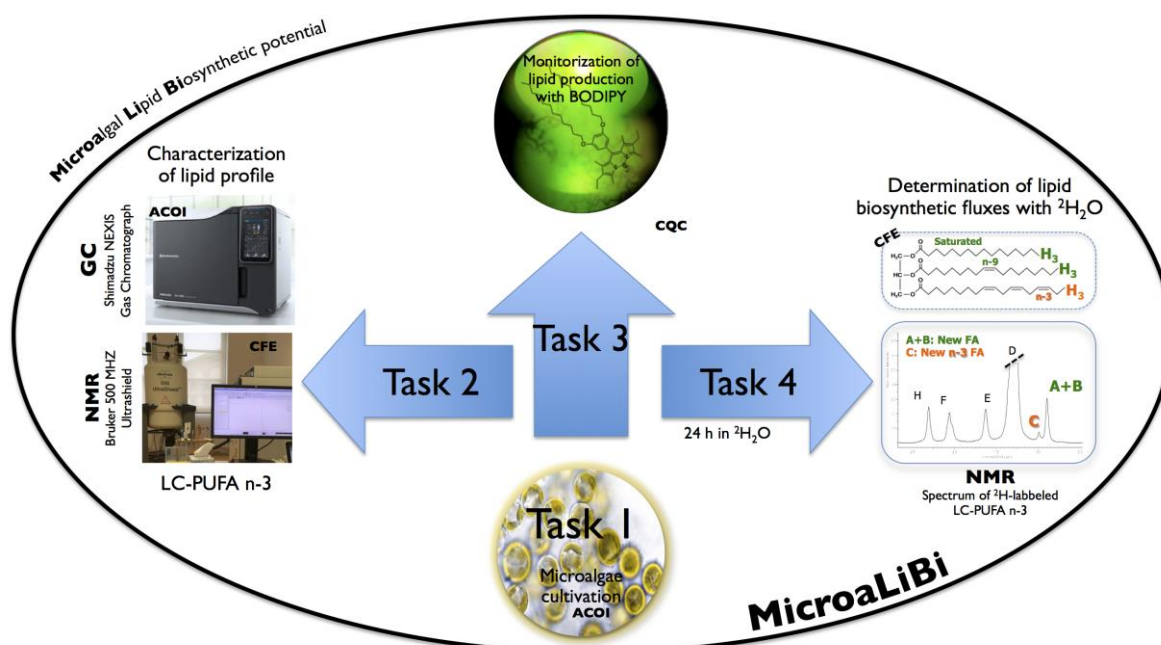 Microalgal Lipid Biosynthetic potential
Monitorization of
lipid production
with BODIPY
CQC
Characterization
of lipid profile
GC
Shimadzu NEXIS
Gas Chromatograph
ACOI
NMR
Bruker 500 MHZ
Ultrashield
CFE
LC-PUFA n-3
Task 2
Task 3
Task 4
24 h in ²H₂O
Determination of lipid
biosynthetic fluxes with ²H₂O
CFE
Saturated
H₃
n-9
H₃
n-3
H₃
H₂C
HC
H₂C
O
O
O
O
O
O
A+B: New FA
C: New n-3 FA
D
A+B
H
F
E
C
NMR
Spectrum of ²H-labbeled
LC-PUFA n-3
Task 1
Microalgae
cultivation
ACOI
MicroaLiBi